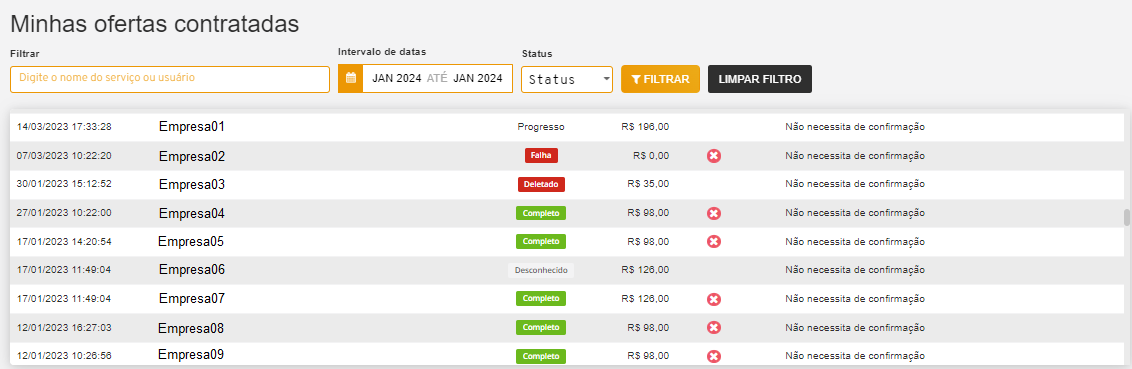 Minhas ofertas contratadas
Filtrar Intervalo de datas Status
Digite o nome do serviço ou usuário JAN 2024 ATÉ JAN 2024 Status FILTRAR LIMPAR FILTRO
14/03/2023 17:33:28 Empresa01 Progresso R$ 196,00 Não necessita de confirmação
07/03/2023 10:22:20 Empresa02 Falha R$ 0,00 Não necessita de confirmação
30/01/2023 15:12:52 Empresa03 Deletado R$ 35,00 Não necessita de confirmação
27/01/2023 10:22:00 Empresa04 Completo R$ 98,00 Não necessita de confirmação
17/01/2023 14:20:54 Empresa05 Completo R$ 98,00 Não necessita de confirmação
17/01/2023 11:49:04 Empresa06 Desconhecido R$ 126,00 Não necessita de confirmação
17/01/2023 11:49:04 Empresa07 Completo R$ 126,00 Não necessita de confirmação
12/01/2023 16:27:03 Empresa08 Completo R$ 98,00 Não necessita de confirmação
12/01/2023 10:26:56 Empresa09 Completo R$ 98,00 Não necessita de confirmação